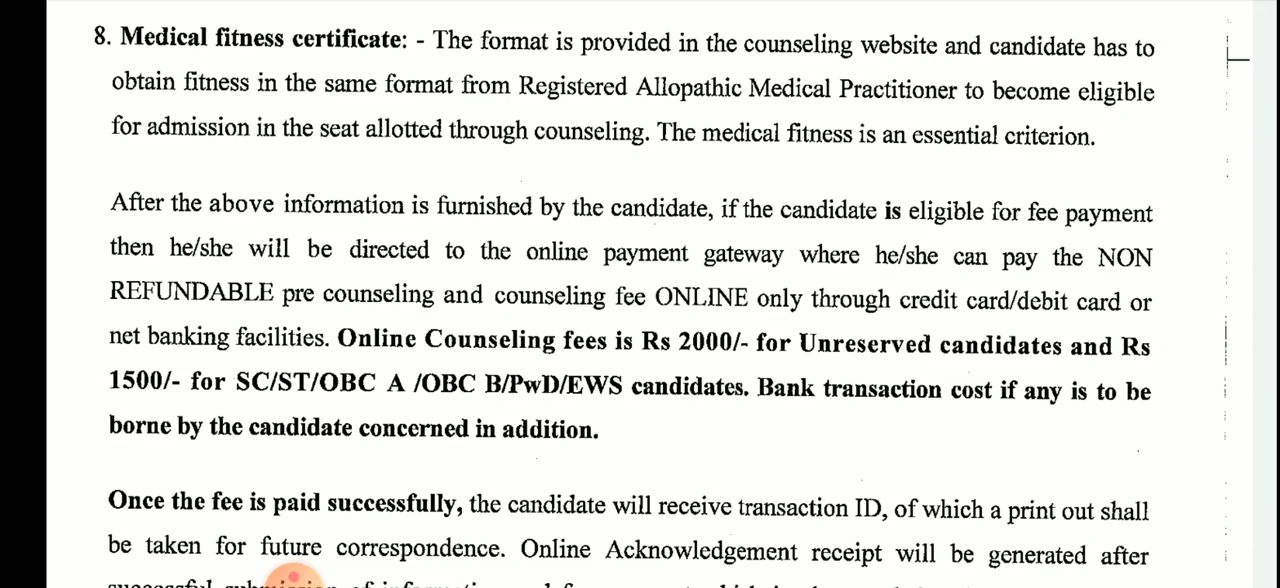 8. Medical fitness certificate: - The format is provided in the counseling website and candidate has to
obtain fitness in the same format from Registered Allopathic Medical Practitioner to become eligible
for admission in the seat allotted through counseling. The medical fitness is an essential criterion.
After the above information is furnished by the candidate, if the candidate is eligible for fee payment
then he/she will be directed to the online payment gateway where he/she can pay the NON
REFUNDABLE pre counseling and counseling fee ONLINE only through credit card/debit card or
net banking facilities. Online Counseling fees is Rs 2000/- for Unreserved candidates and Rs
1500/- for SC/ST/OBC A /OBC B/PwD/EWS candidates. Bank transaction cost if any is to be
borne by the candidate concerned in addition.
Once the fee is paid successfully, the candidate will receive transaction ID, of which a print out shall
be taken for future correspondence. Online Acknowledgement receipt will be generated after